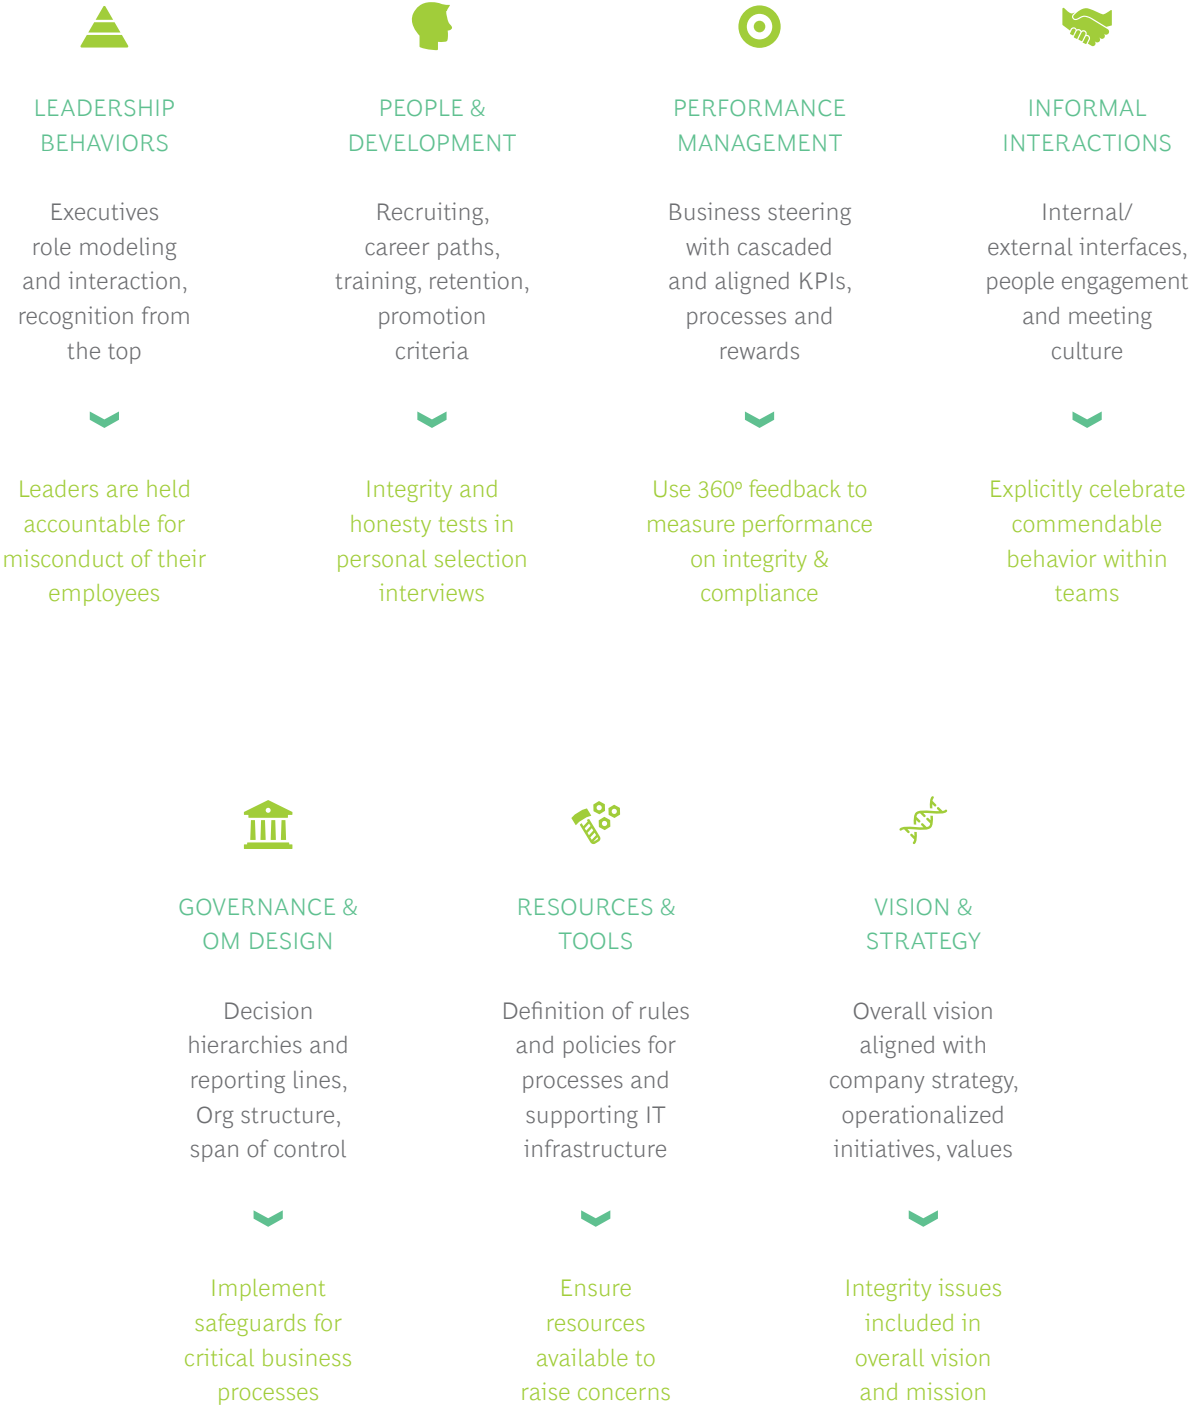 LEADERSHIP
BEHAVIORS
Executives
role modeling
and interaction,
recognition from
the top
Leaders are held
accountable for
misconduct of their
employees
PEOPLE &
DEVELOPMENT
Recruiting,
career paths,
training, retention,
promotion
criteria
Integrity and
honesty tests in
personal selection
interviews
PERFORMANCE
MANAGEMENT
Business steering
with cascaded
and aligned KPIs,
processes and
rewards
Use 360º feedback to
measure performance
on integrity &
compliance
INFORMAL
INTERACTIONS
Internal/
external interfaces,
people engagement
and meeting
culture
Explicitly celebrate
commendable
behavior within
teams
GOVERNANCE &
OM DESIGN
Decision
hierarchies and
reporting lines,
Org structure,
span of control
Implement
safeguards for
critical business
processes
RESOURCES &
TOOLS
Definition of rules
and policies for
processes and
supporting IT
infrastructure
Ensure
resources
available to
raise concerns
VISION &
STRATEGY
Overall vision
aligned with
company strategy,
operationalized
initiatives, values
Integrity issues
included in
overall vision
and mission